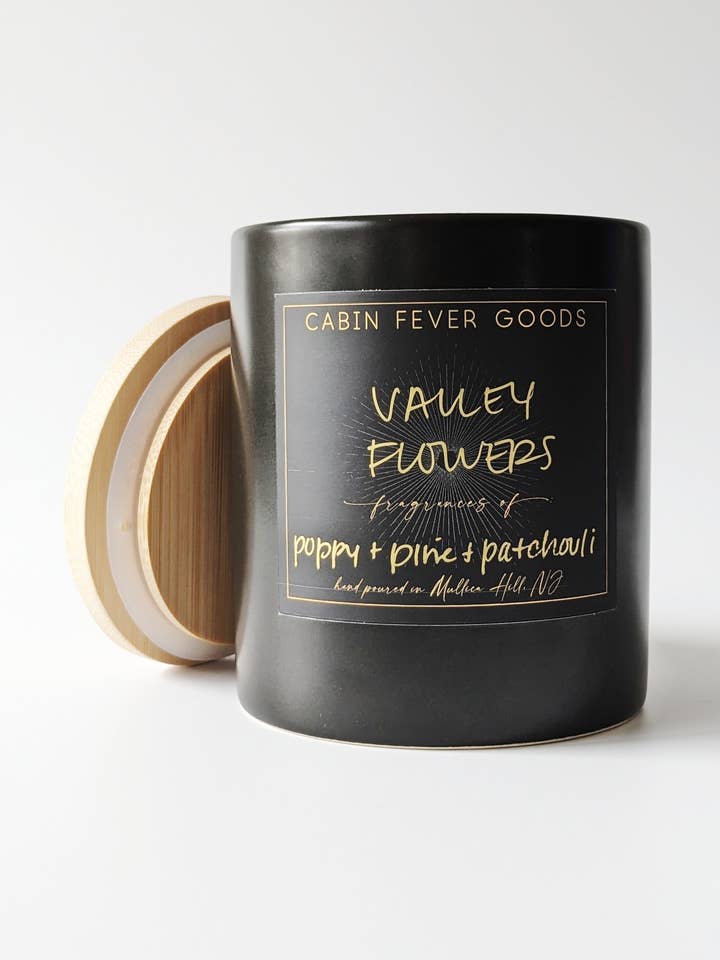 CABIN FEVER GOODS
VALLEY
FLOWERS
fragrances of
poppy + pine + patchouli
hand poured in Mullica Hill, NJ